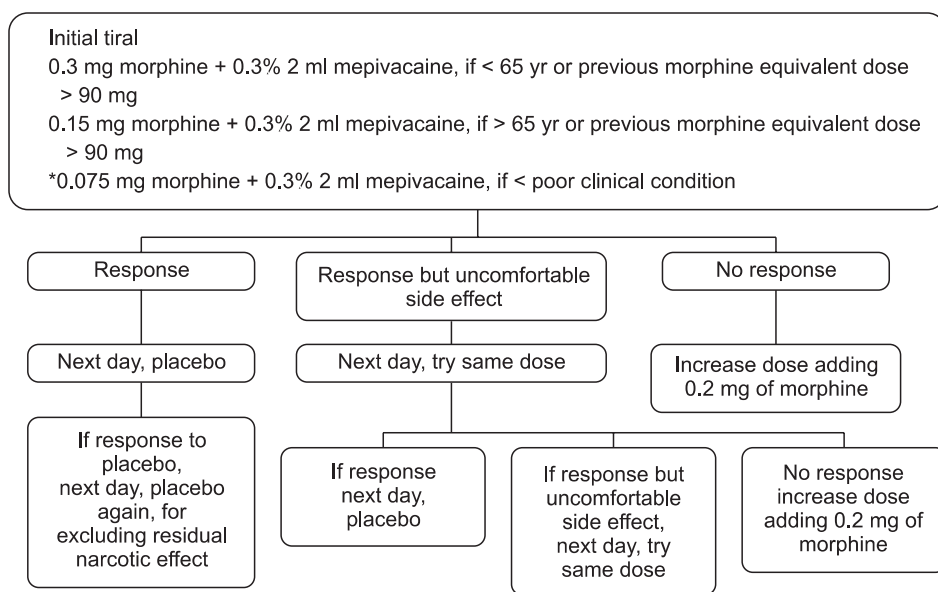 Initial tiral
0.3 mg morphine + 0.3% 2 ml mepivacaine, if < 65 yr or previous morphine equivalent dose
> 90 mg
0.15 mg morphine + 0.3% 2 ml mepivacaine, if > 65 yr or previous morphine equivalent dose
> 90 mg
*0.075 mg morphine + 0.3% 2 ml mepivacaine, if < poor clinical condition
Response
Response but uncomfortable
side effect
No response
Next day, placebo
Next day, try same dose
Increase dose adding
0.2 mg of morphine
If response to
placebo,
next day, placebo
again, for
excluding residual
narcotic effect
If response
next day,
placebo
If response but
uncomfortable
side effect,
next day, try
same dose
No response
increase dose
adding 0.2 mg of
morphine